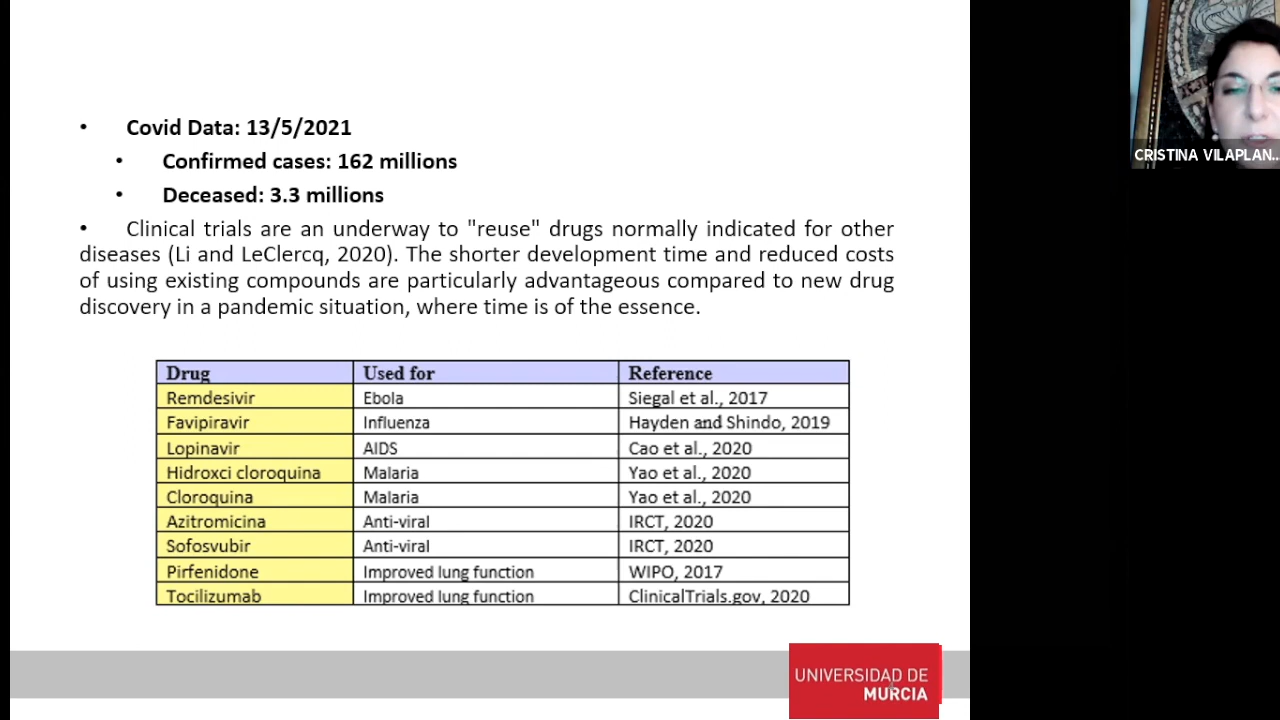 • Covid Data: 13/5/2021
• Confirmed cases: 162 millions
• Deceased: 3.3 millions
• Clinical trials are an underway to "reuse" drugs normally indicated for other
diseases (Li and LeClercq, 2020). The shorter development time and reduced costs
of using existing compounds are particularly advantageous compared to new drug
discovery in a pandemic situation, where time is of the essence.
Drug Used for Reference
Remdesivir Ebola Siegal et al., 2017
Favipiravir Influenza Hayden and Shindo, 2019
Lopinavir AIDS Cao et al., 2020
Hidroxci cloroquina Malaria Yao et al., 2020
Cloroquina Malaria Yao et al., 2020
Azitromicina Anti-viral IRCT, 2020
Sofosvubir Anti-viral IRCT, 2020
Pirfenidone Improved lung function WIPO, 2017
Tocilizumab Improved lung function ClinicalTrials.gov, 2020
UNIVERSIDAD DE
MURCIA
CRISTINA VILAPLAN...